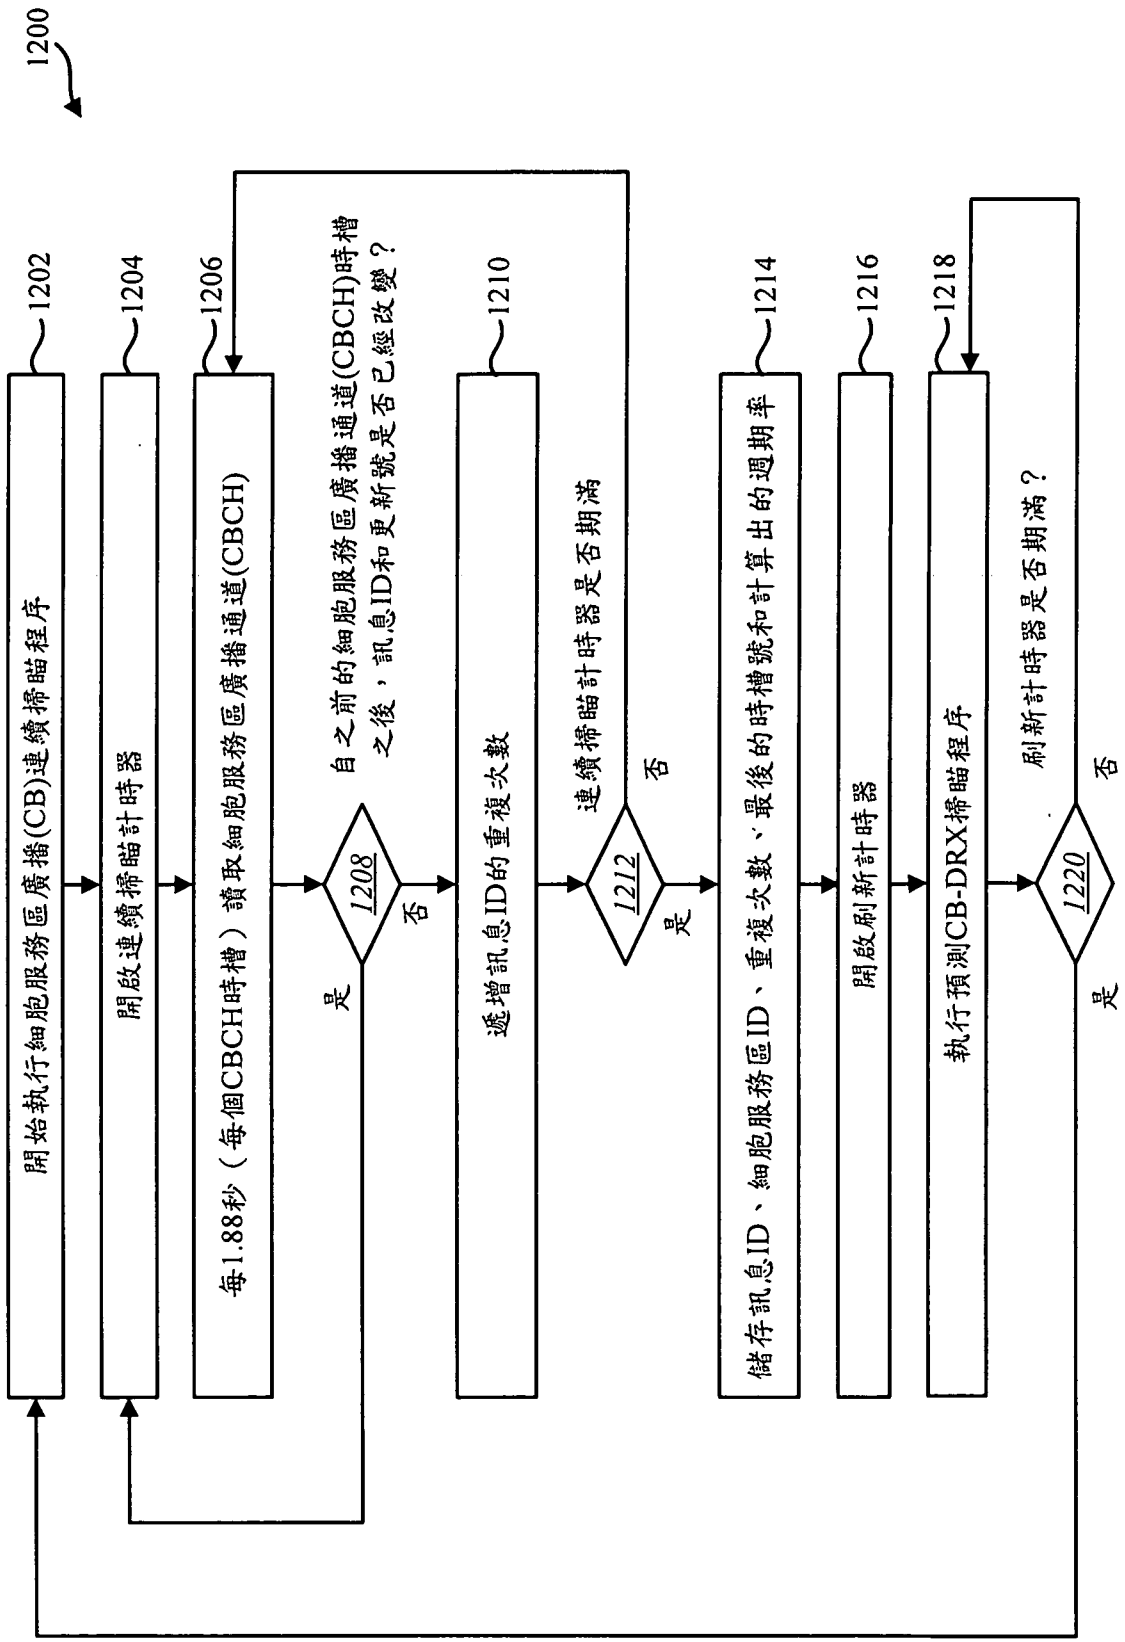 1200
開始執行細胞服務區廣播(CB)連續掃瞄程序
1202
開啟連續掃瞄計時器
1204
每1.88秒（每個CBCH時槽）讀取細胞服務區廣播通道(CBCH)
1206
自之前的細胞服務區廣播通道(CBCH)時槽
之後，訊息ID和更新號是否已經改變？
1208
是
否
遞增訊息ID的重複次數
1210
連續掃瞄計時器是否期滿
1212
否
是
儲存訊息ID、細胞服務區ID、重複次數、最後的時槽號和計算出的週期率
1214
開啟刷新計時器
1216
執行預測CB-DRX掃瞄程序
1218
刷新計時器是否期滿？
1220
否
是